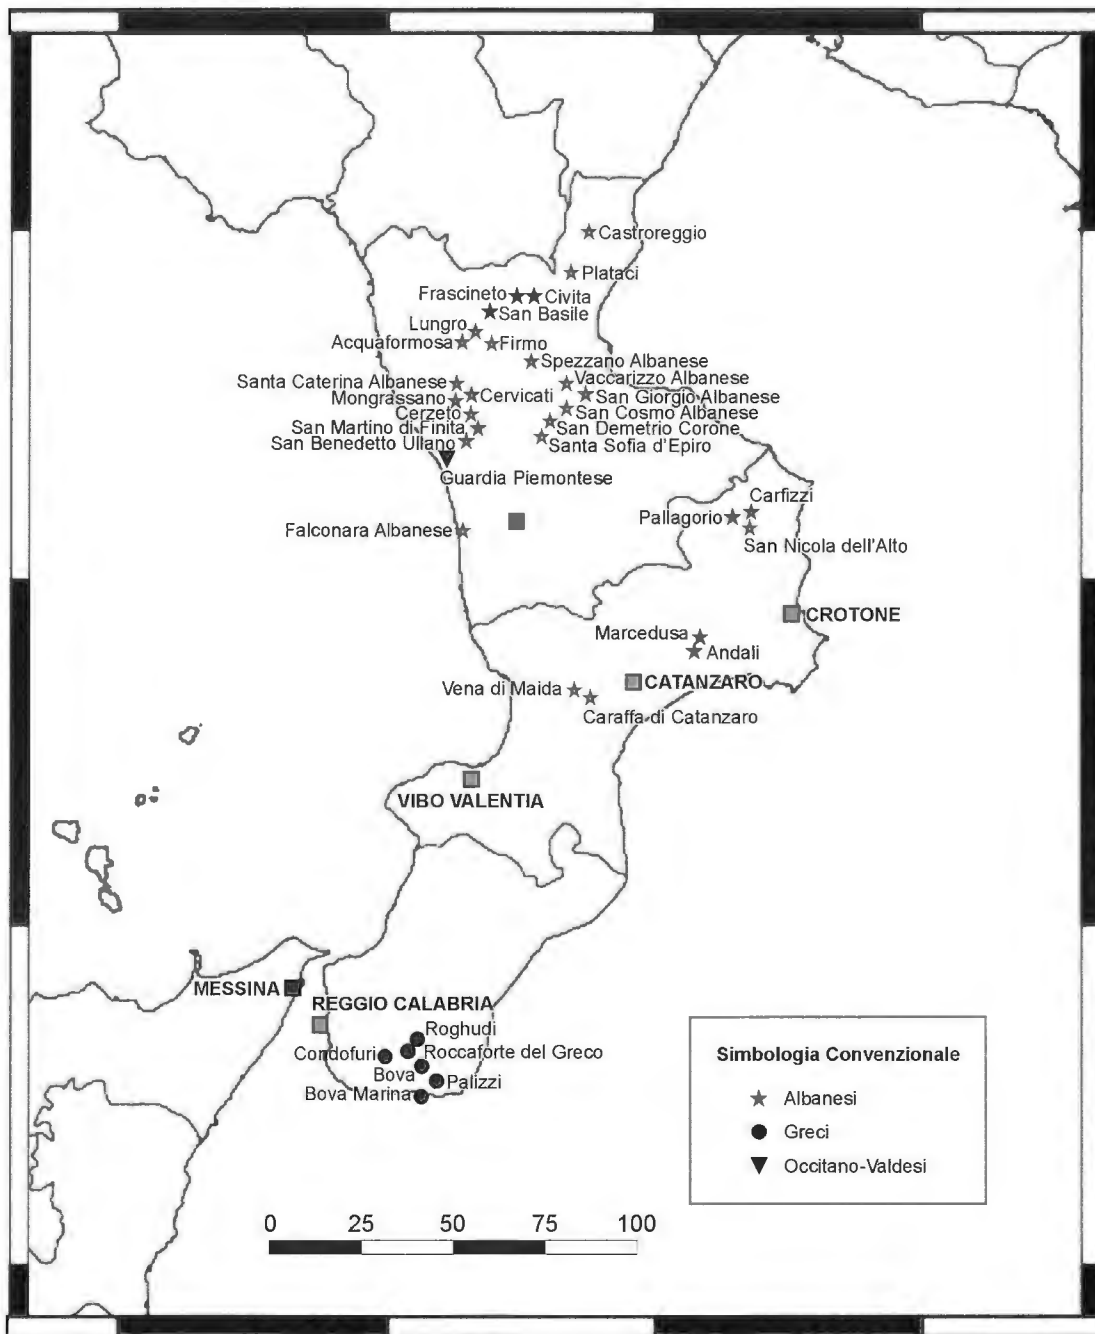 Castroreggio
Plataci
Frascineto
Civita
San Basile
Lungro
Acquaformosa
Firmo
Spezzano Albanese
Santa Caterina Albanese
Vaccarizzo Albanese
Mongrassano
Cervicati
San Giorgio Albanese
Cerzeto
San Cosmo Albanese
San Martino di Finita
San Demetrio Corone
San Benedetto Ullano
Santa Sofia d'Epiro
Guardia Piemontese
Carfizzi
Pallagorio
Falconara Albanese
San Nicola dell'Alto
CROTONE
Marcedusa
Andali
Vena di Maida
CATANZARO
Caraffa di Catanzaro
VIBO VALENTIA
MESSINA
REGGIO CALABRIA
Roghudi
Condofuri
Roccaforte del Greco
Bova
Palizzi
Bova Marina
Simbologia Convenzionale
Albanesi
Greci
Occitano-Valdesi
0 25 50 75 100